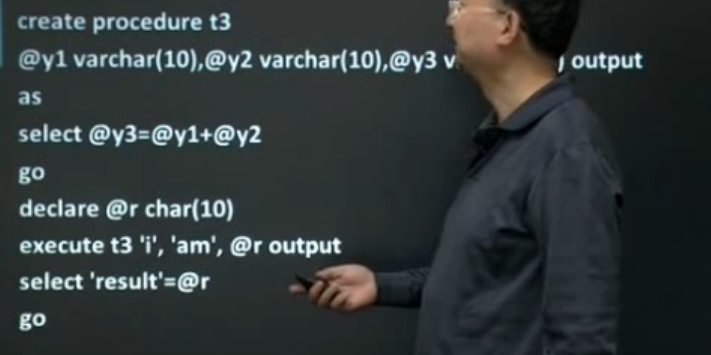 create procedure t3
@y1 varchar(10),@y2 varchar(10),@y3 output
as
select @y3=@y1+@y2
go
declare @r char(10)
execute t3 'i', 'am', @r output
select 'result'=@r
go